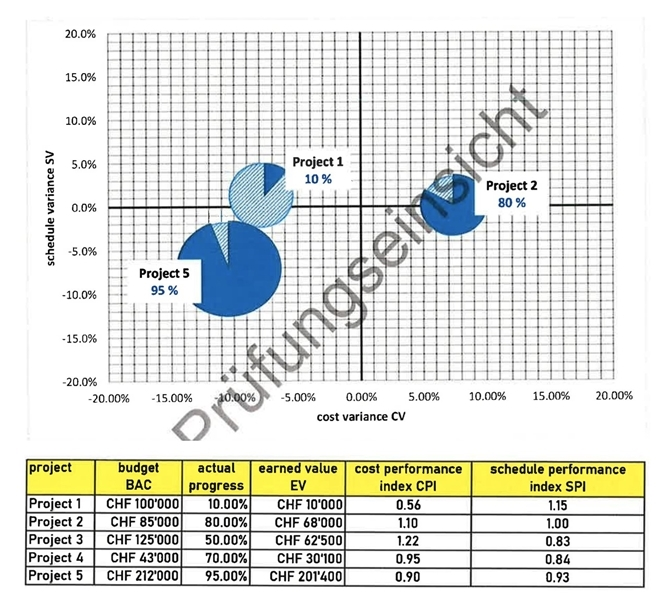 20.0%
15.0%
10.0%
5.0%
0.0%
-5.0%
-10.0%
-15.0%
-20.0%
schedule variance SV
Project 1
10 %
Project 2
80 %
Project 5
95 %
Prüfungseinsicht
-20.00% -15.00% -10.00% -5.00% 0.00% 5.00% 10.00% 15.00% 20.00%
cost variance CV
project budget BAC actual progress earned value EV cost performance index CPI schedule performance index SPI
Project 1 CHF 100'000 10.00% CHF 10'000 0.56 1.15
Project 2 CHF 85'000 80.00% CHF 68'000 1.10 1.00
Project 3 CHF 125'000 50.00% CHF 62'500 1.22 0.83
Project 4 CHF 43'000 70.00% CHF 30'100 0.95 0.84
Project 5 CHF 212'000 95.00% CHF 201'400 0.90 0.93